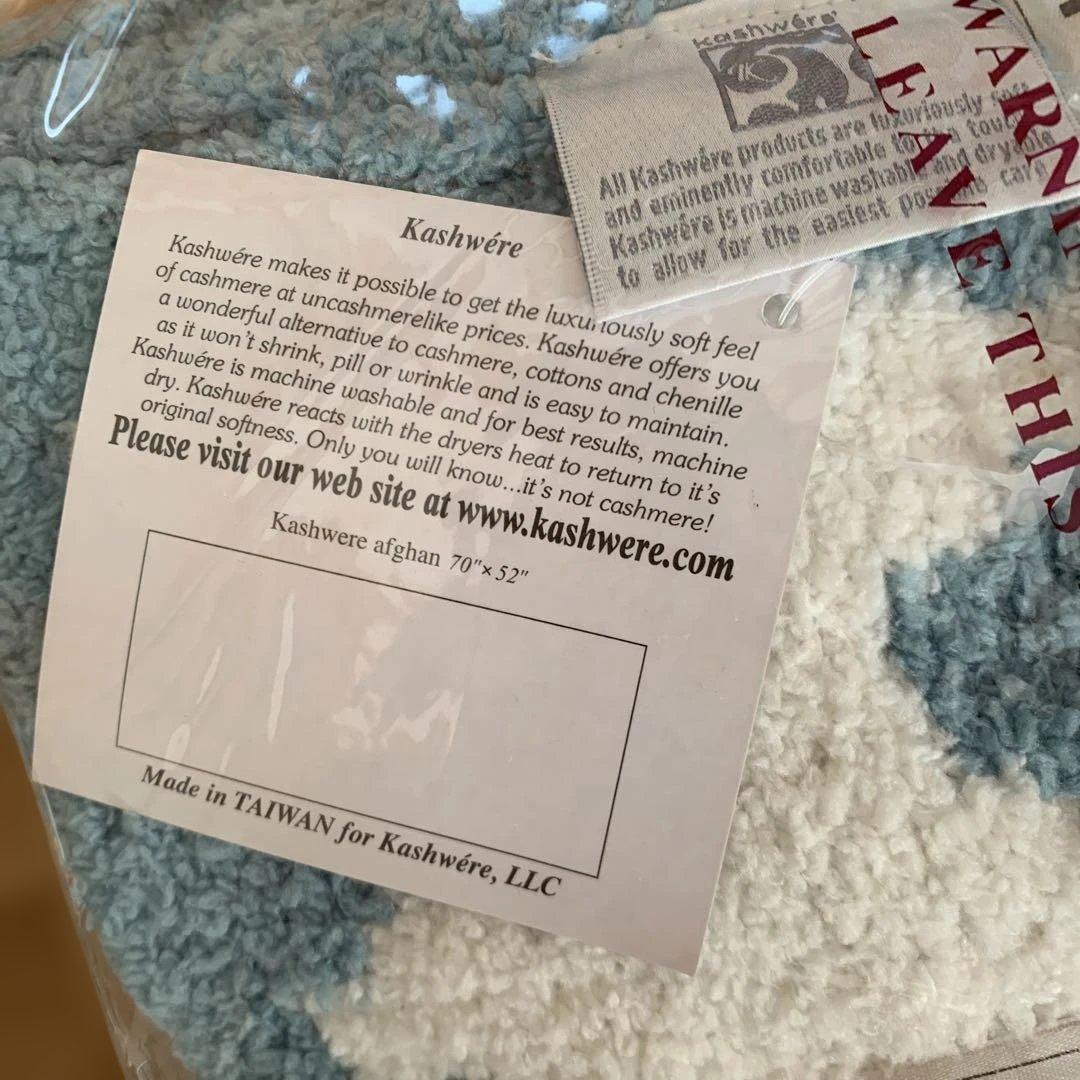 kashwére
K
All Kashwére products are luxuriously soft
and eminently comfortable to the touch
Kashwére is machine washable and dryable
to allow for the easiest possible care
WARN
LEAVE THIS
Kashwére
Kashwére makes it possible to get the luxuriously soft feel
of cashmere at uncashmerelike prices. Kashwére offers you
a wonderful alternative to cashmere, cottons and chenille
as it won't shrink, pill or wrinkle and is easy to maintain.
Kashwére is machine washable and for best results, machine
dry. Kashwére reacts with the dryers heat to return to it's
original softness. Only you will know...it's not cashmere!
Please visit our web site at www.kashwere.com
Kashwere afghan 70"x 52"
Made in TAIWAN for Kashwére, LLC